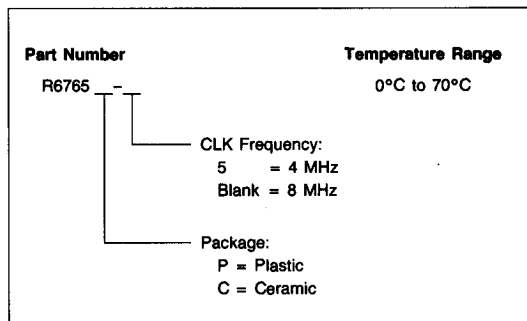 Part Number Temperature Range
R6765 _ - _ 0°C to 70°C
CLK Frequency:
5 = 4 MHz
Blank = 8 MHz
Package:
P = Plastic
C = Ceramic